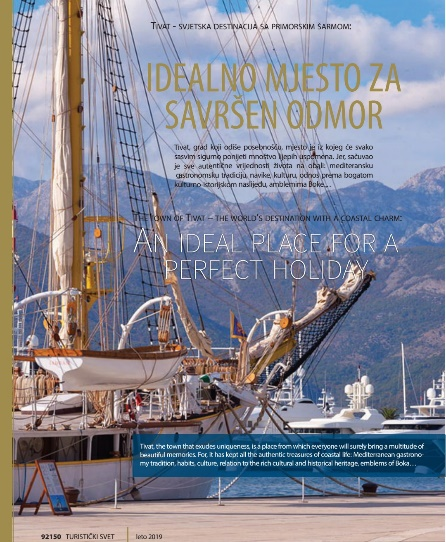 Tivat - svjetska destinacija sa primorskim šarmom:
IDEALNO MJESTO ZA
SAVRŠEN ODMOR
Tivat, grad koji odiše posebnošću, mjesto je iz kojeg će svako
sasvim sigurno ponijeti mnoštvo lijepih uspomena. Jer, sačuvao
je sve autentične vrijednosti života na obali: mediteransku
gastronomsku tradiciju, navike, kulturu, odnos prema bogatom
kulturno-istorijskom nasljeđu, amblemima Boke,...
The town of Tivat – the world's destination with a coastal charm:
An ideal place for a
perfect holiday
Tivat, the town that exudes uniqueness, is a place from which everyone will surely bring a multitude of
beautiful memories. For, it has kept all the authentic treasures of coastal life: Mediterranean gastrono-
my tradition, habits, culture, relation to the rich cultural and historical heritage, emblems of Boka…
92150 TURISTIČKI SVET leto 2019